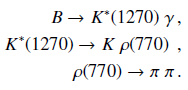 B → K*(1270) γ ,
K*(1270) → K ρ(770) ,
ρ(770) → π π .